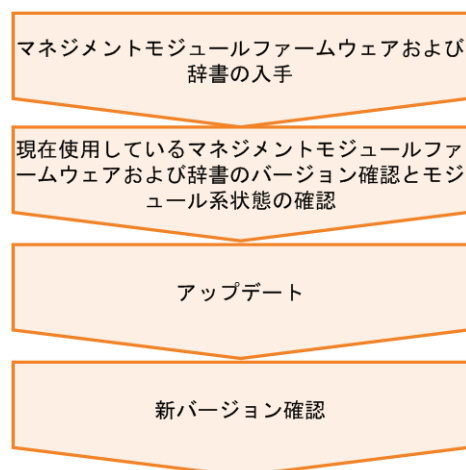 マネジメントモジュールファームウェアおよび
辞書の入手
現在使用しているマネジメントモジュールファ
ームウェアおよび辞書のバージョン確認とモジ
ュール系状態の確認
アップデート
新バージョン確認